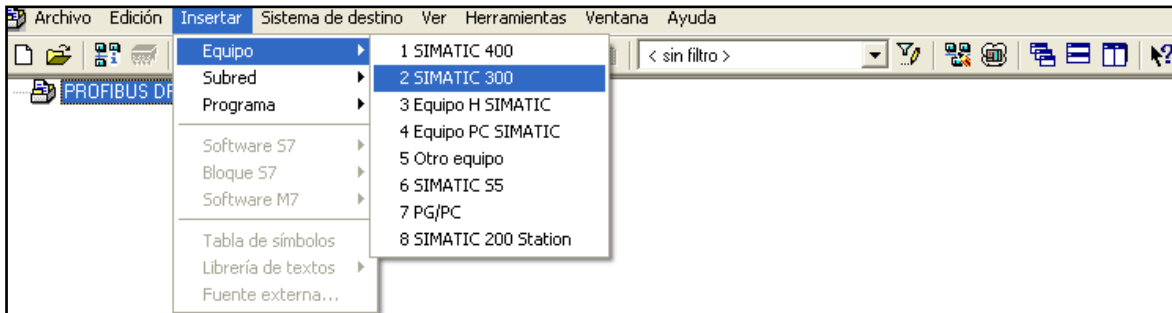 Archivo Edición Insertar Sistema de destino Ver Herramientas Ventana Ayuda
< sin filtro >
PROFIBUS DP
Equipo
Subred
Programa
Software S7
Bloque S7
Software M7
Tabla de símbolos
Librería de textos
Fuente externa...
1 SIMATIC 400
2 SIMATIC 300
3 Equipo H SIMATIC
4 Equipo PC SIMATIC
5 Otro equipo
6 SIMATIC S5
7 PG/PC
8 SIMATIC 200 Station